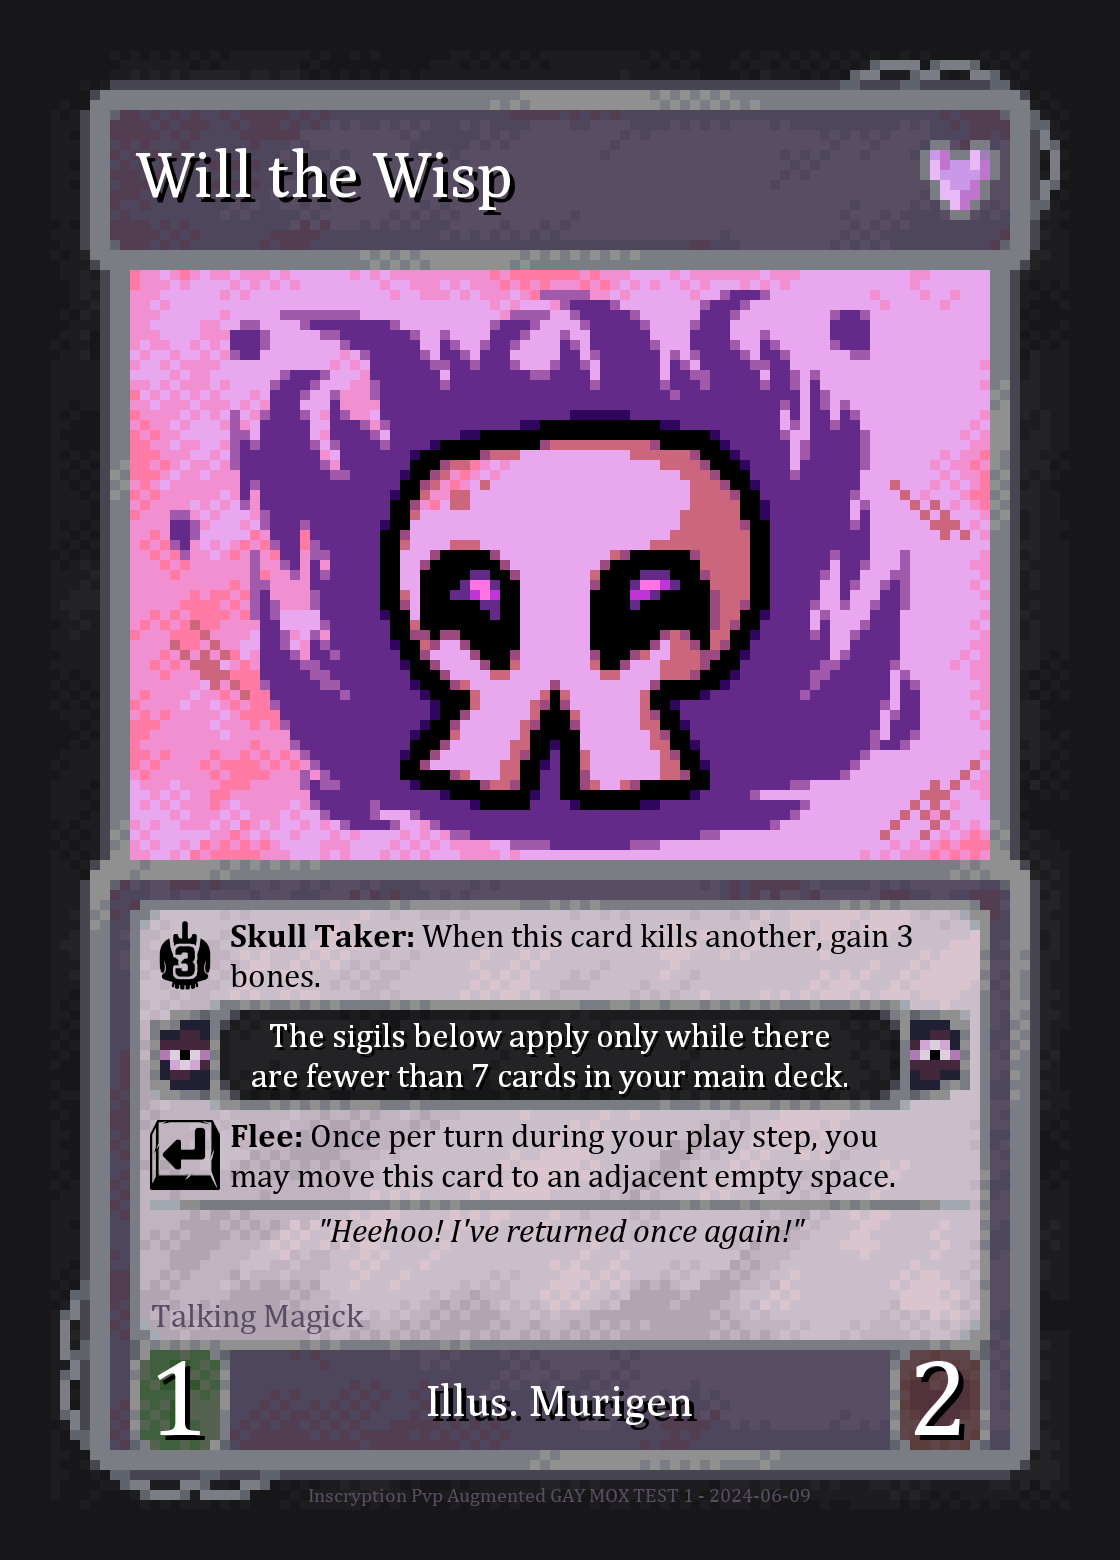 Will the Wisp
3
Skull Taker: When this card kills another, gain 3
bones.
The sigils below apply only while there
are fewer than 7 cards in your main deck.
Flee: Once per turn during your play step, you
may move this card to an adjacent empty space.
"Heehoo! I've returned once again!"
Talking Magick
1
Illus. Murigen
2
Inscryption Pvp Augmented GAY MOX TEST 1 - 2024-06-09